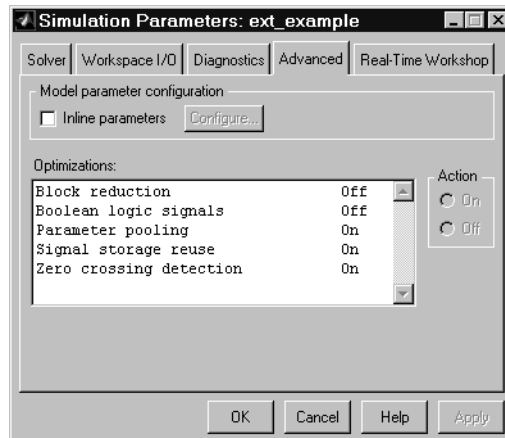 Simulation Parameters: ext_example
Solver Workspace I/O Diagnostics Advanced Real-Time Workshop
Model parameter configuration
Inline parameters Configure...
Optimizations:
Action
Block reduction Off
Boolean logic signals Off
Parameter pooling On
Signal storage reuse On
Zero crossing detection On
On
Off
OK Cancel Help Apply